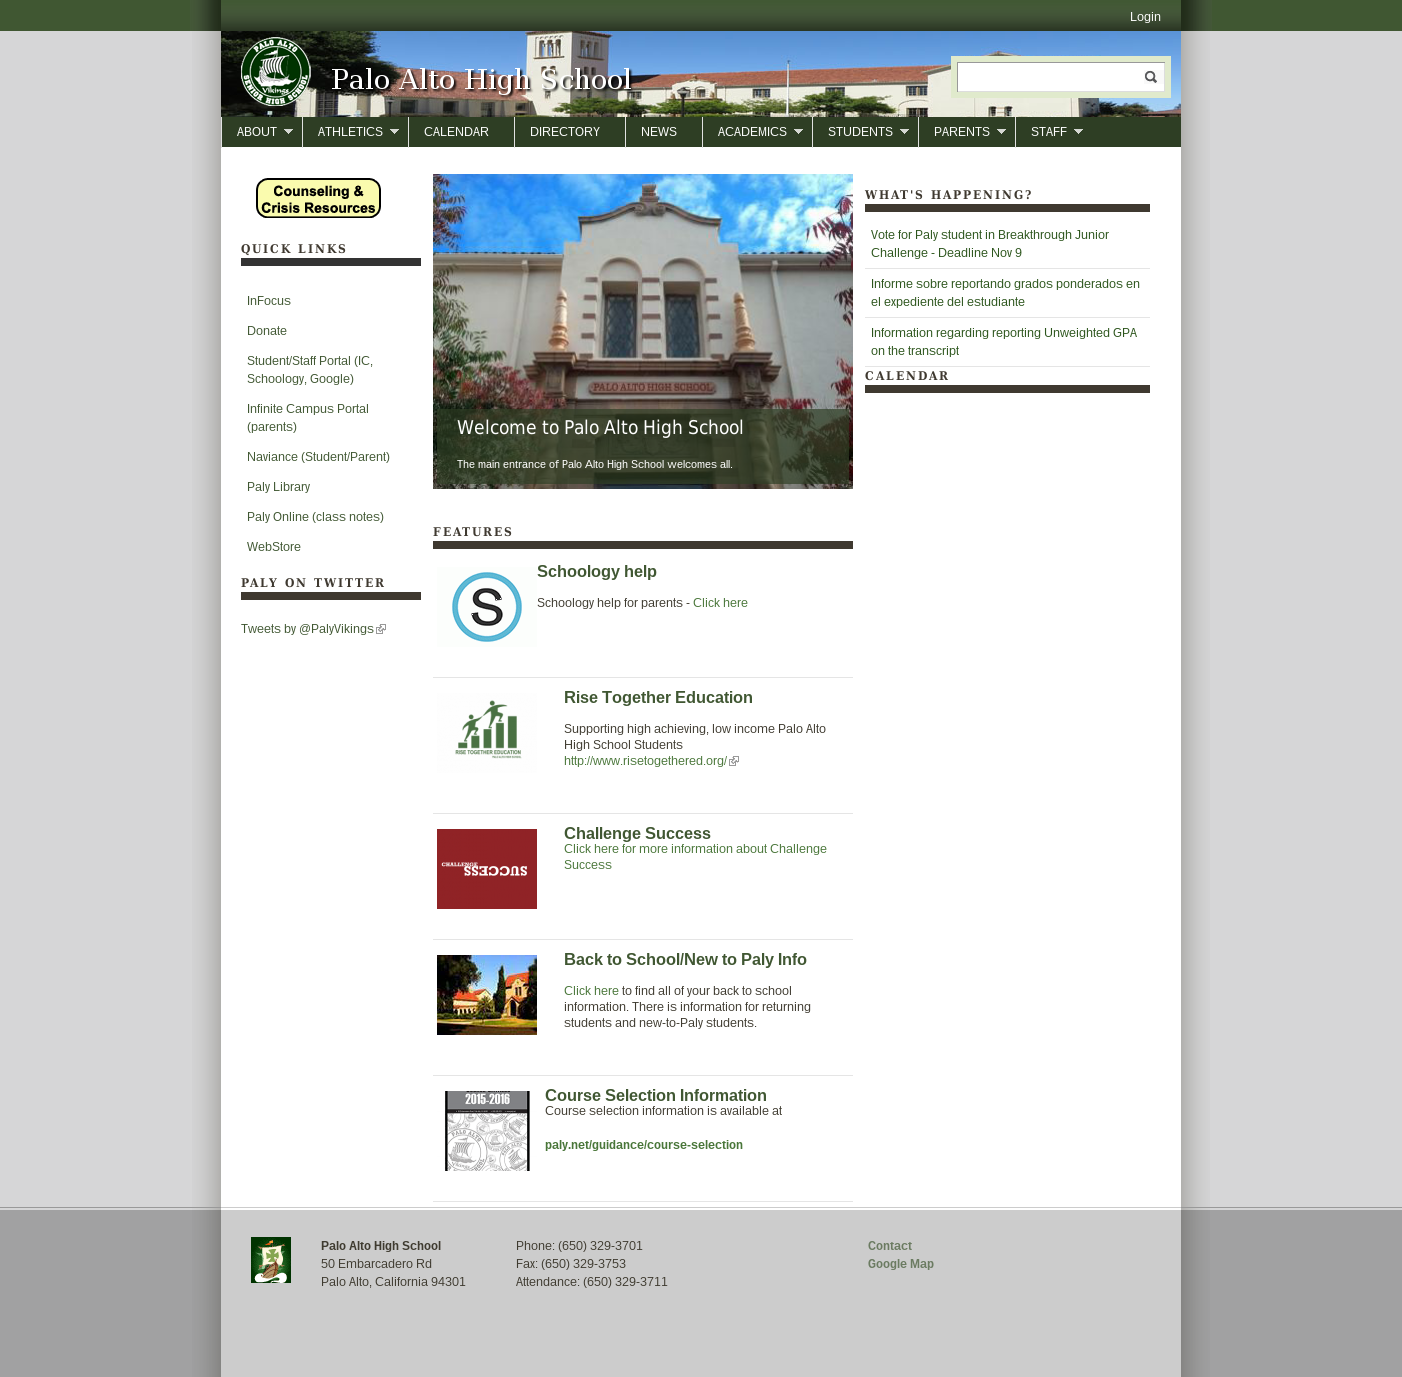 Login
PALO ALTO
Vikings
SENIOR HIGH SCHOOL
Palo Alto High School
ABOUT ATHLETICS CALENDAR DIRECTORY NEWS ACADEMICS STUDENTS PARENTS STAFF
Counseling &
Crisis Resources
QUICK LINKS
InFocus
Donate
Student/Staff Portal (IC,
Schoology, Google)
Infinite Campus Portal
(parents)
Naviance (Student/Parent)
Paly Library
Paly Online (class notes)
WebStore
PALY ON TWITTER
Tweets by @PalyVikings
PALO ALTO HIGH SCHOOL
Welcome to Palo Alto High School
The main entrance of Palo Alto High School welcomes all.
FEATURES
S
Schoology help
Schoology help for parents - Click here
RISE TOGETHER EDUCATION
Rise Together Education
Supporting high achieving, low income Palo Alto
High School Students
http://www.risetogethered.org/
CHALLENGE
SUCCESS
Challenge Success
Click here for more information about Challenge
Success
Back to School/New to Paly Info
Click here to find all of your back to school
information. There is information for returning
students and new-to-Paly students.
2015-2016
Course Selection Information
Course selection information is available at
paly.net/guidance/course-selection
WHAT'S HAPPENING?
Vote for Paly student in Breakthrough Junior
Challenge - Deadline Nov 9
Informe sobre reportando grados ponderados en
el expediente del estudiante
Information regarding reporting Unweighted GPA
on the transcript
CALENDAR
Palo Alto High School
50 Embarcadero Rd
Palo Alto, California 94301
Phone: (650) 329-3701
Fax: (650) 329-3753
Attendance: (650) 329-3711
Contact
Google Map